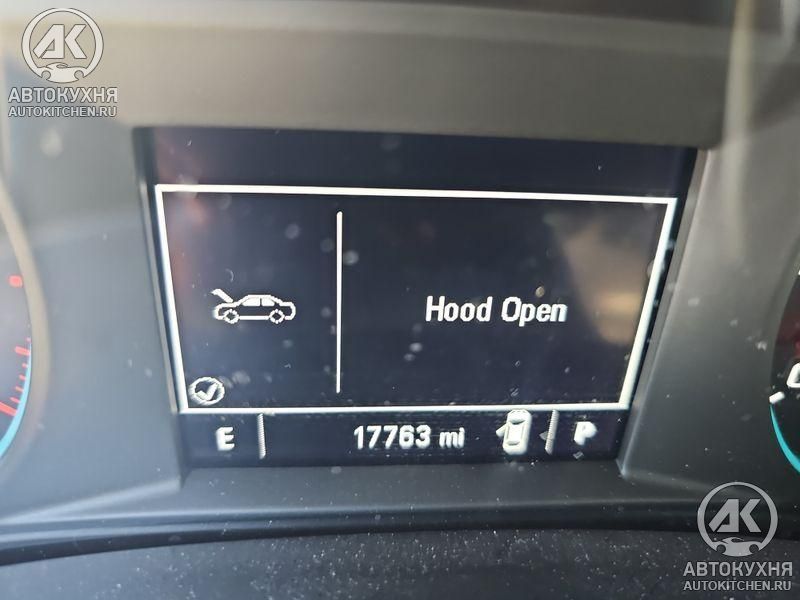 АК
АВТОКУХНЯ
AUTOKITCHEN.RU
Hood Open
E
17763 mi
P
АК
АВТОКУХНЯ
AUTOKITCHEN.RU